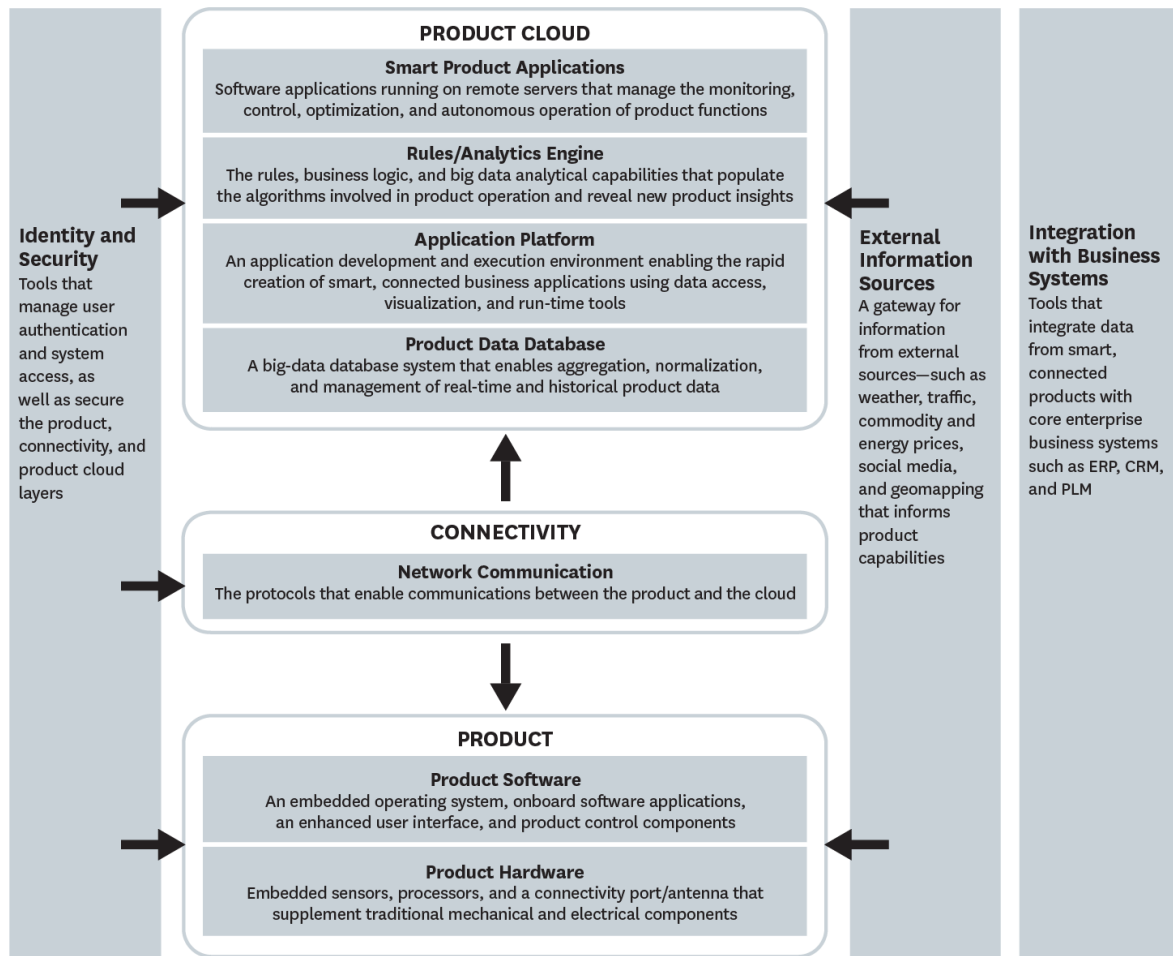 PRODUCT CLOUD
Smart Product Applications
Software applications running on remote servers that manage the monitoring,
control, optimization, and autonomous operation of product functions
Rules/Analytics Engine
The rules, business logic, and big data analytical capabilities that populate
the algorithms involved in product operation and reveal new product insights
Application Platform
An application development and execution environment enabling the rapid
creation of smart, connected business applications using data access,
visualization, and run-time tools
Product Data Database
A big-data database system that enables aggregation, normalization,
and management of real-time and historical product data
CONNECTIVITY
Network Communication
The protocols that enable communications between the product and the cloud
PRODUCT
Product Software
An embedded operating system, onboard software applications,
an enhanced user interface, and product control components
Product Hardware
Embedded sensors, processors, and a connectivity port/antenna that
supplement traditional mechanical and electrical components
Identity and
Security
Tools that
manage user
authentication
and system
access, as
well as secure
the product,
connectivity, and
product cloud
layers
External
Information
Sources
A gateway for
information
from external
sources—such as
weather, traffic,
commodity and
energy prices,
social media,
and geomapping
that informs
product
capabilities
Integration
with Business
Systems
Tools that
integrate data
from smart,
connected
products with
core enterprise
business systems
such as ERP, CRM,
and PLM